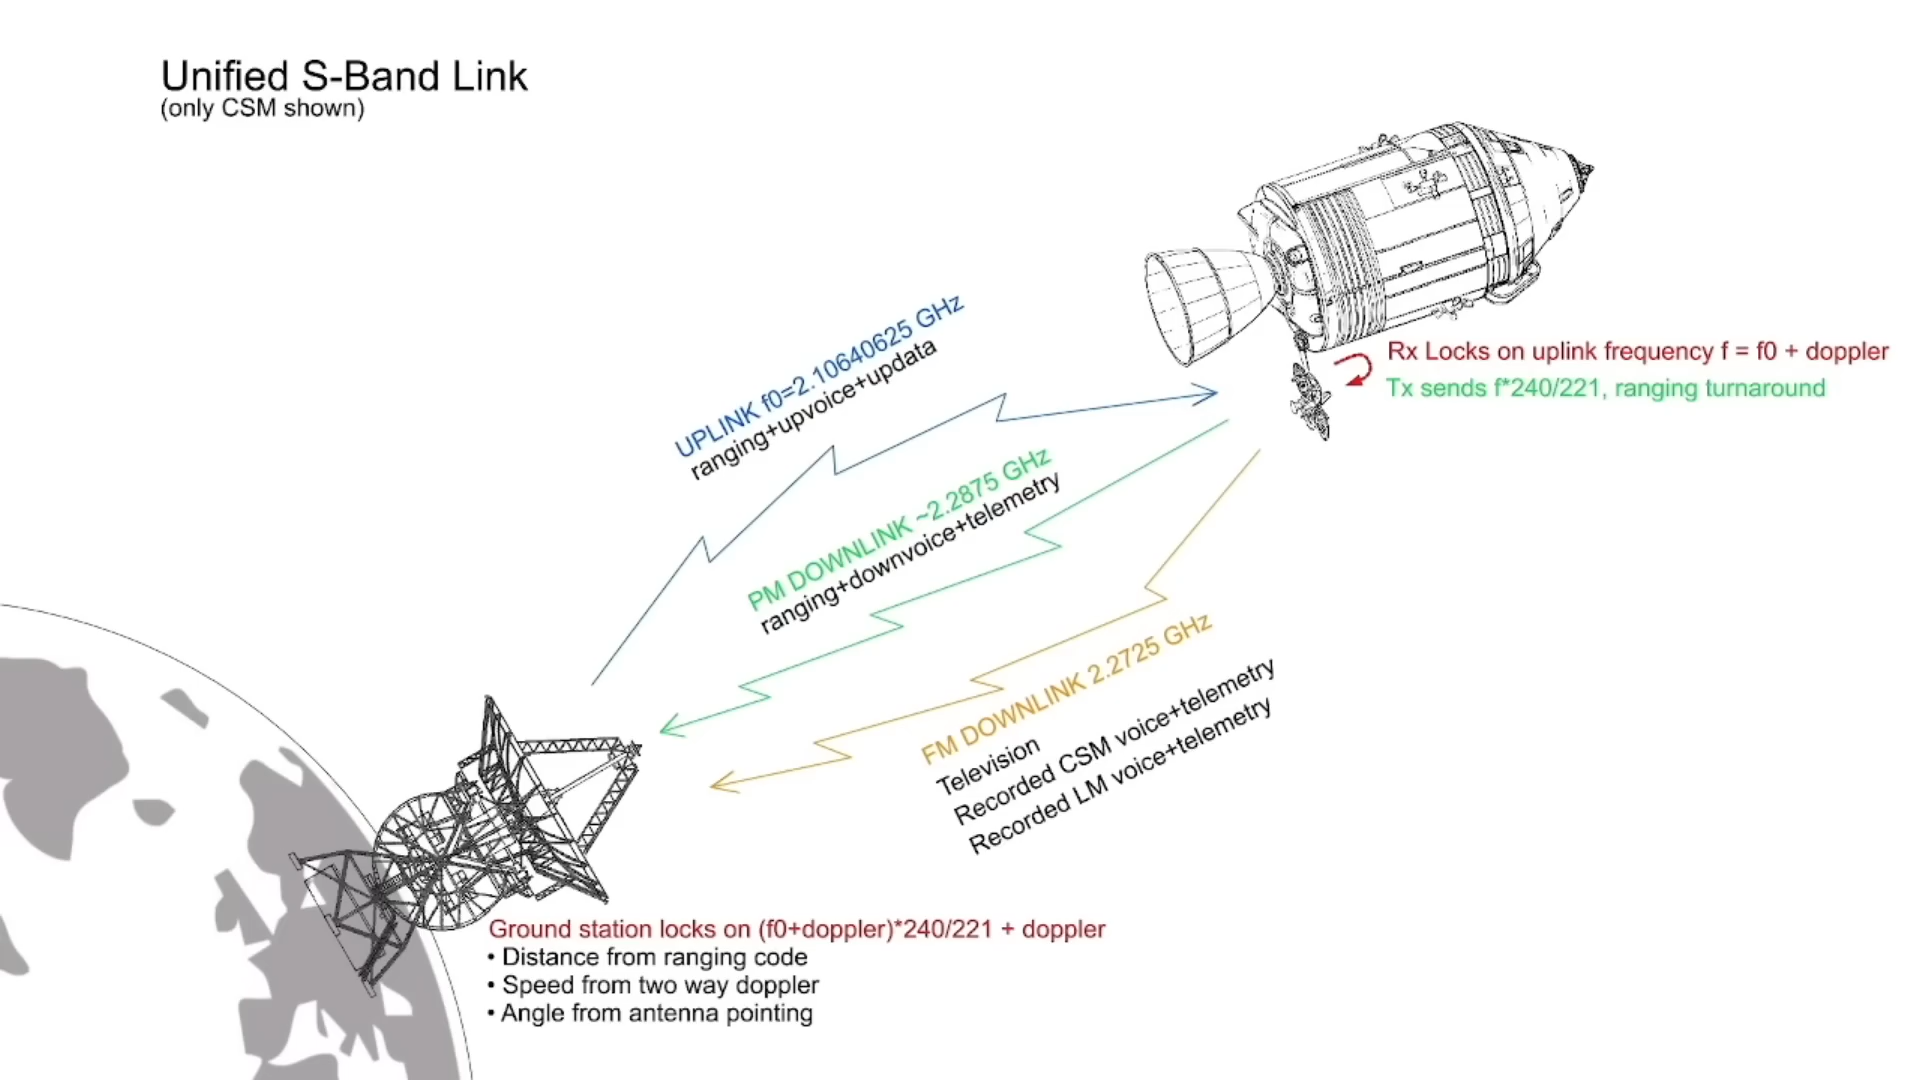 Unified S-Band Link
(only CSM shown)
UPLINK f0=2.10640625 GHz
ranging+upvoice+updata
Rx Locks on uplink frequency f = f0 + doppler
Tx sends f*240/221, ranging turnaround
PM DOWNLINK ~2.2875 GHz
ranging+downvoice+telemetry
FM DOWNLINK 2.2725 GHz
Television
Recorded CSM voice+telemetry
Recorded LM voice+telemetry
Ground station locks on (f0+doppler)*240/221 + doppler
• Distance from ranging code
• Speed from two way doppler
• Angle from antenna pointing